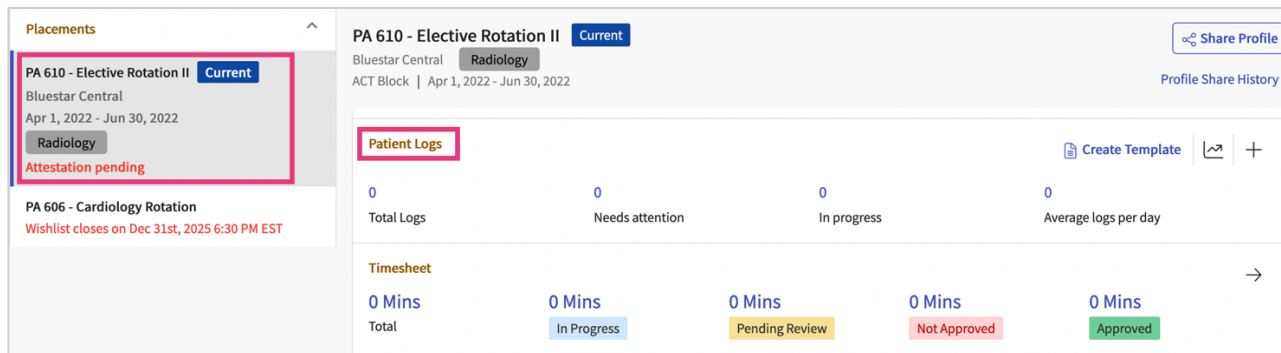 Placements
PA 610 - Elective Rotation II Current
Bluestar Central
Apr 1, 2022 - Jun 30, 2022
Radiology
Attestation pending
PA 606 - Cardiology Rotation
Wishlist closes on Dec 31st, 2025 6:30 PM EST
PA 610 - Elective Rotation II Current
Bluestar Central Radiology
ACT Block | Apr 1, 2022 - Jun 30, 2022
Share Profile
Profile Share History
Patient Logs
Create Template
0 0 0 0
Total Logs Needs attention In progress Average logs per day
Timesheet
0 Mins 0 Mins 0 Mins 0 Mins 0 Mins
Total In Progress Pending Review Not Approved Approved